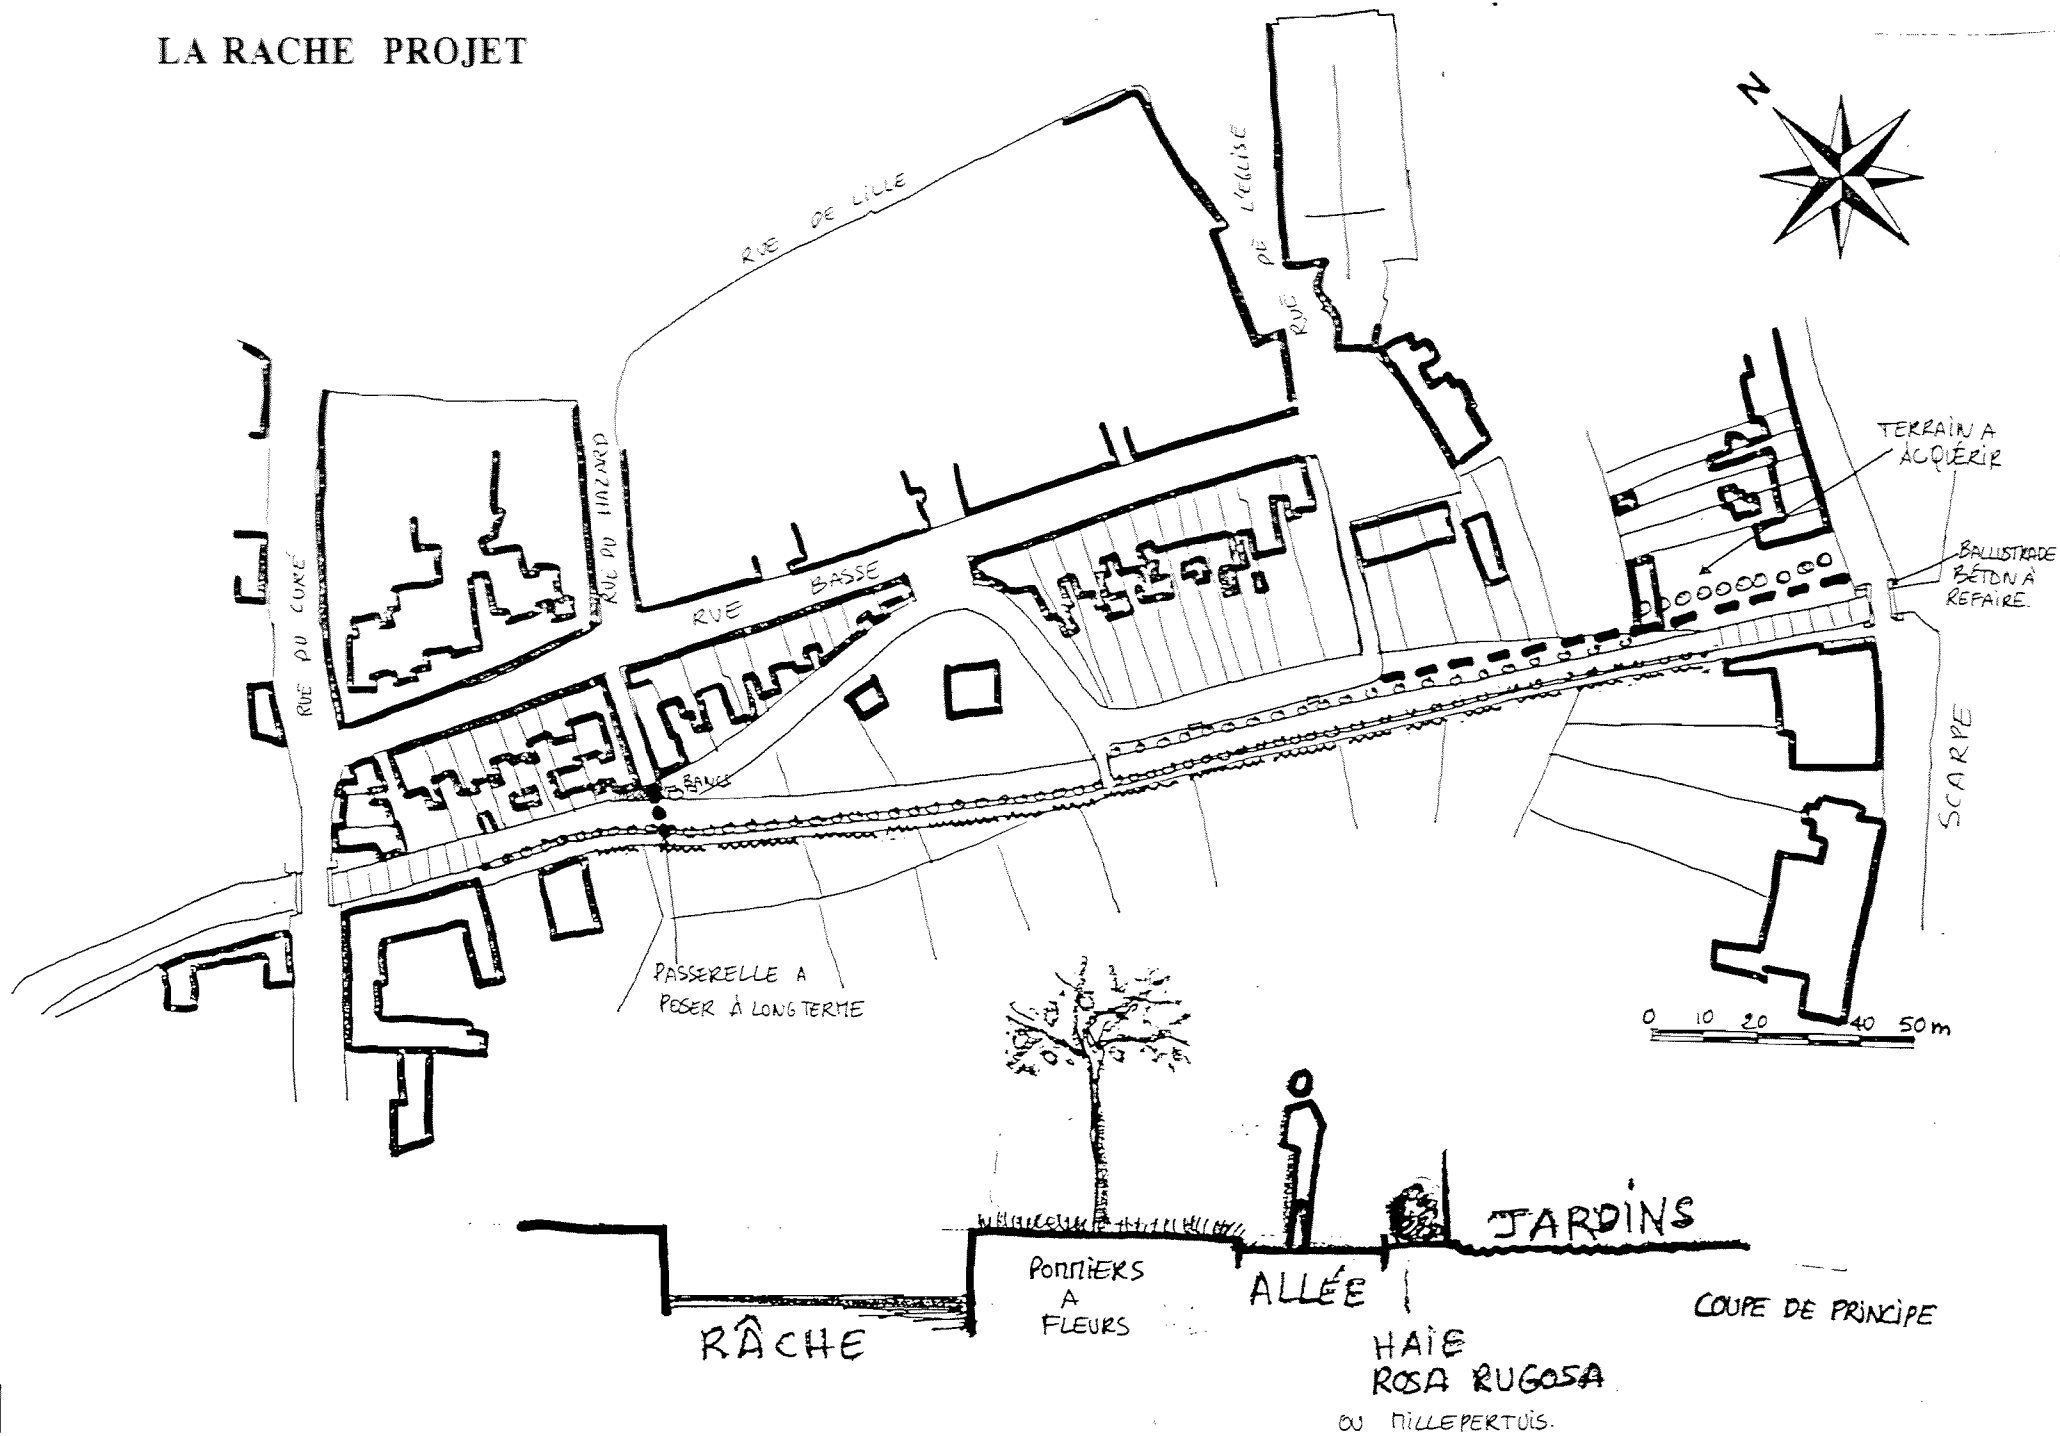 LA RACHE PROJET
N
RUE DE LILLE
RUE DE L'EGLISE
TERRAIN A
ACQUÉRIR
RUE DU HAZARD
RUE DU CURÉ
RUE BASSE
BALLUSTRADE
BÉTON À
REFAIRE.
BANCS
SCARPE
PASSERELLE A
POSER À LONG TERME
0 10 20 40 50 m
JARDINS
POMMIERS
A
FLEURS
ALLÉE
RÂCHE
COUPE DE PRINCIPE
HAIE
ROSA RUGOSA
OU MILLEPERTUIS.